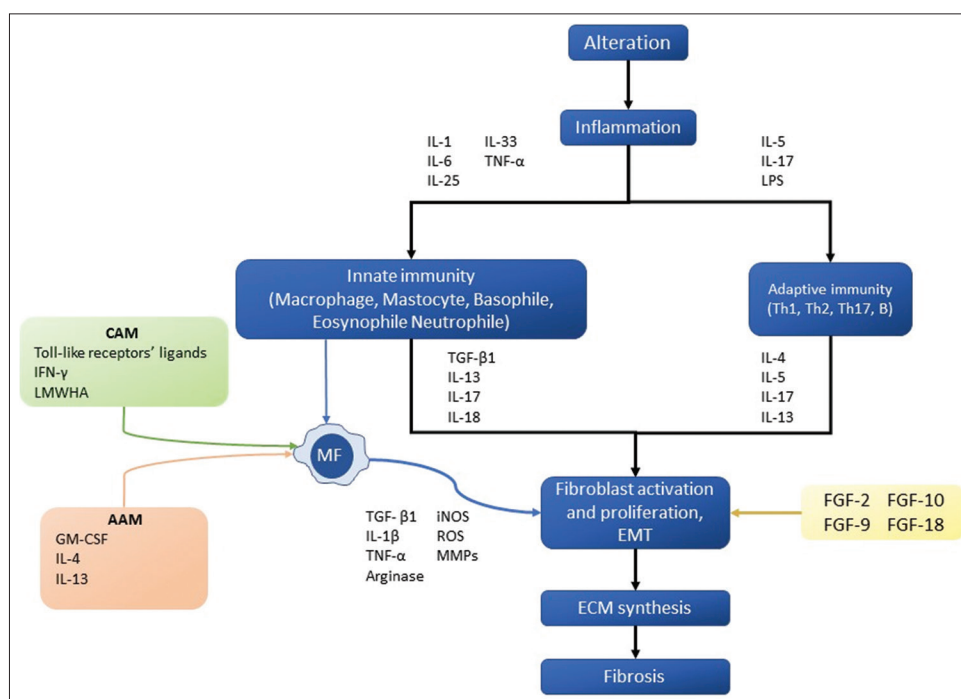 Alteration
Inflammation
IL-1 IL-33
IL-6 TNF-α
IL-25
IL-5
IL-17
LPS
Innate immunity
(Macrophage, Mastocyte, Basophile,
Eosynophile Neutrophile)
Adaptive immunity
(Th1, Th2, Th17, B)
CAM
Toll-like receptors’ ligands
IFN-γ
LMWHA
TGF-β1
IL-13
IL-17
IL-18
IL-4
IL-5
IL-17
IL-13
MF
AAM
GM-CSF
IL-4
IL-13
TGF- β1 iNOS
IL-1β ROS
TNF-α MMPs
Arginase
Fibroblast activation
and proliferation,
EMT
FGF-2 FGF-10
FGF-9 FGF-18
ECM synthesis
Fibrosis